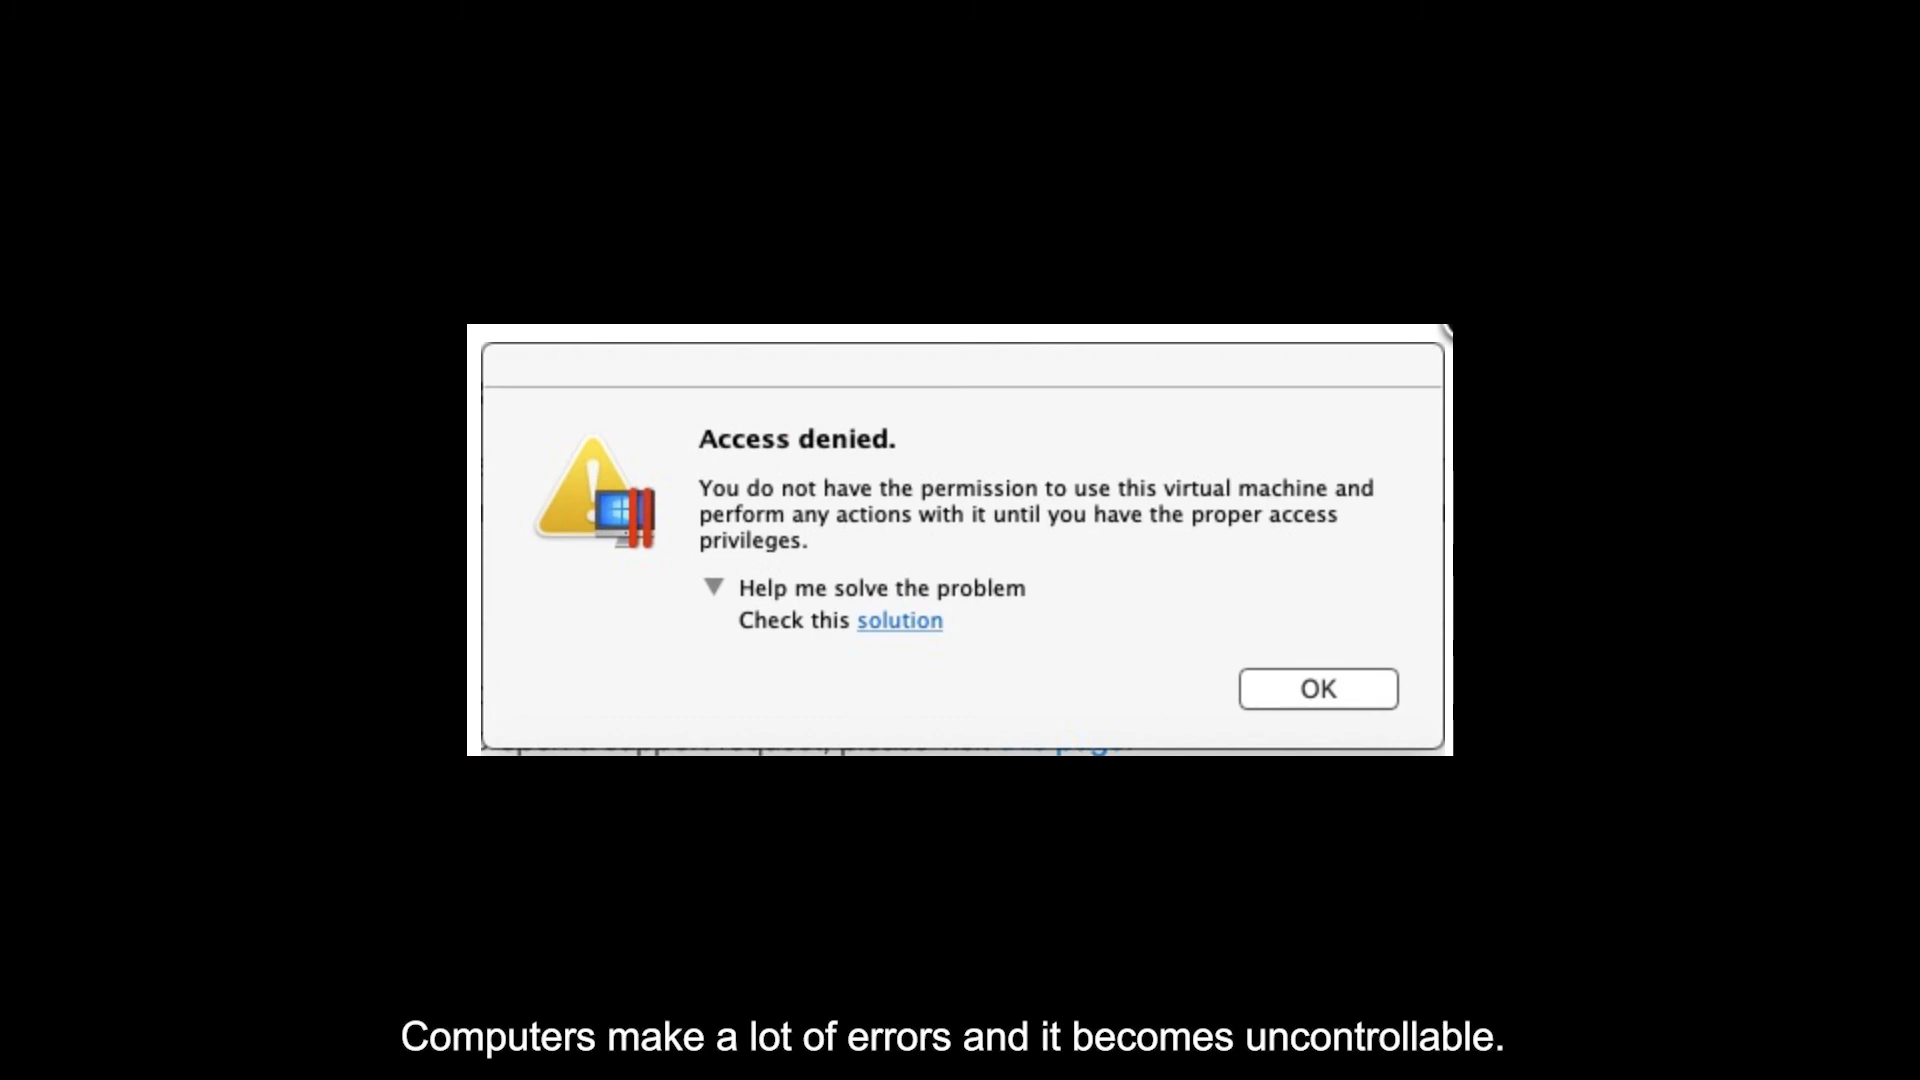 Access denied.
You do not have the permission to use this virtual machine and
perform any actions with it until you have the proper access
privileges.
Help me solve the problem
Check this solution
OK
Computers make a lot of errors and it becomes uncontrollable.